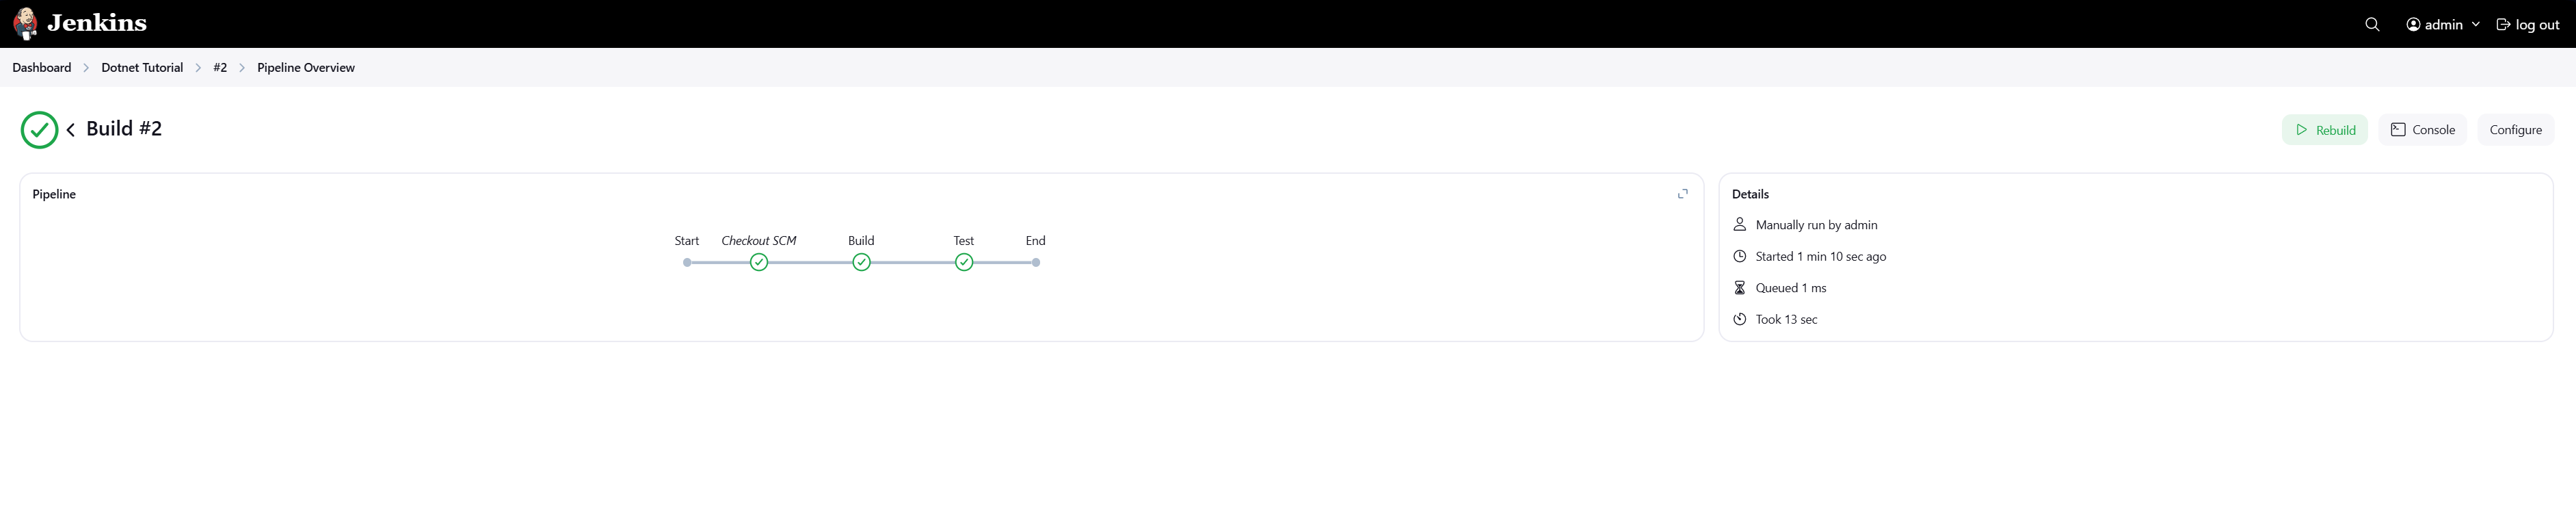 Jenkins
admin
log out
Dashboard
Dotnet Tutorial
#2
Pipeline Overview
Build #2
Rebuild
Console
Configure
Pipeline
Start
Checkout SCM
Build
Test
End
Details
Manually run by admin
Started 1 min 10 sec ago
Queued 1 ms
Took 13 sec